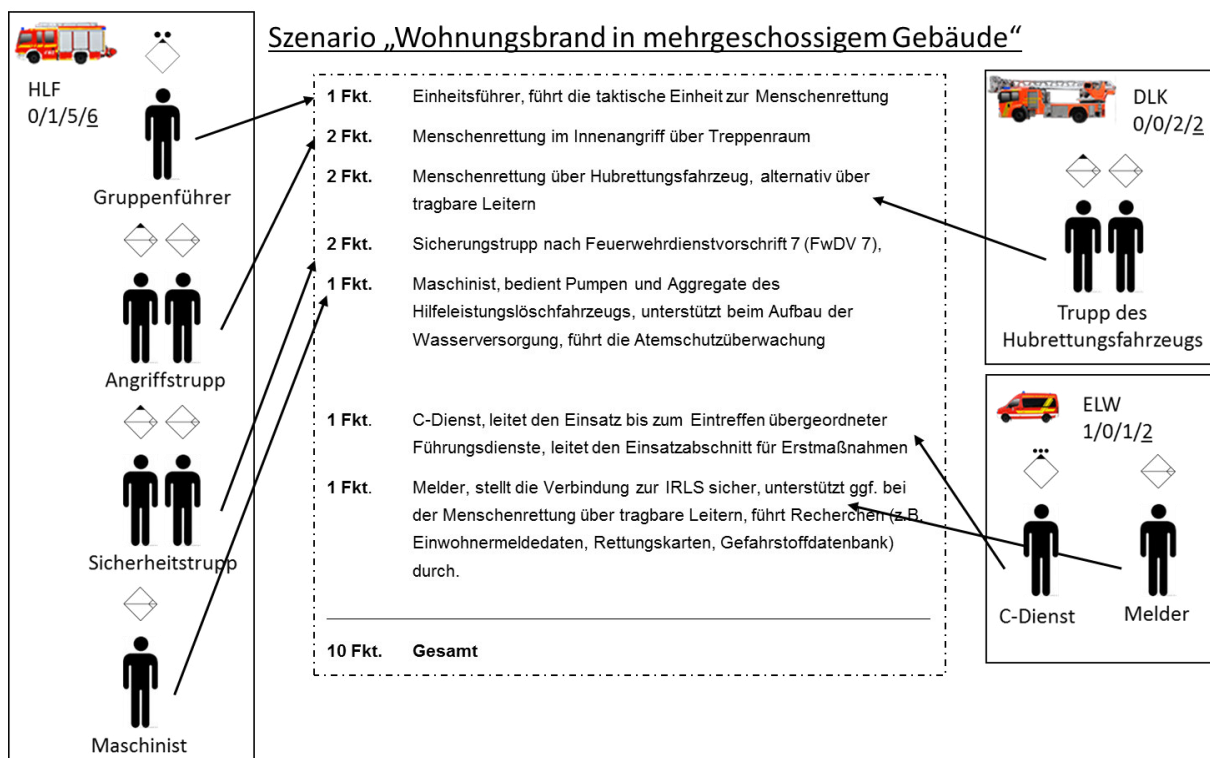 Szenario „Wohnungsbrand in mehrgeschossigem Gebäude“
HLF
0/1/5/6
Gruppenführer
Angriffstrupp
Sicherheitstrupp
Maschinist
1 Fkt. Einheitsführer, führt die taktische Einheit zur Menschenrettung
2 Fkt. Menschenrettung im Innenangriff über Treppenraum
2 Fkt. Menschenrettung über Hubrettungsfahrzeug, alternativ über
tragbare Leitern
2 Fkt. Sicherungstrupp nach Feuerwehrdienstvorschrift 7 (FwDV 7),
1 Fkt. Maschinist, bedient Pumpen und Aggregate des
Hilfeleistungslöschfahrzeugs, unterstützt beim Aufbau der
Wasserversorgung, führt die Atemschutzüberwachung
1 Fkt. C-Dienst, leitet den Einsatz bis zum Eintreffen übergeordneter
Führungsdienste, leitet den Einsatzabschnitt für Erstmaßnahmen
1 Fkt. Melder, stellt die Verbindung zur IRLS sicher, unterstützt ggf. bei
der Menschenrettung über tragbare Leitern, führt Recherchen (z.B.
Einwohnermeldedaten, Rettungskarten, Gefahrstoffdatenbank)
durch.
10 Fkt. Gesamt
DLK
0/0/2/2
Trupp des
Hubrettungsfahrzeugs
ELW
1/0/1/2
C-Dienst
Melder